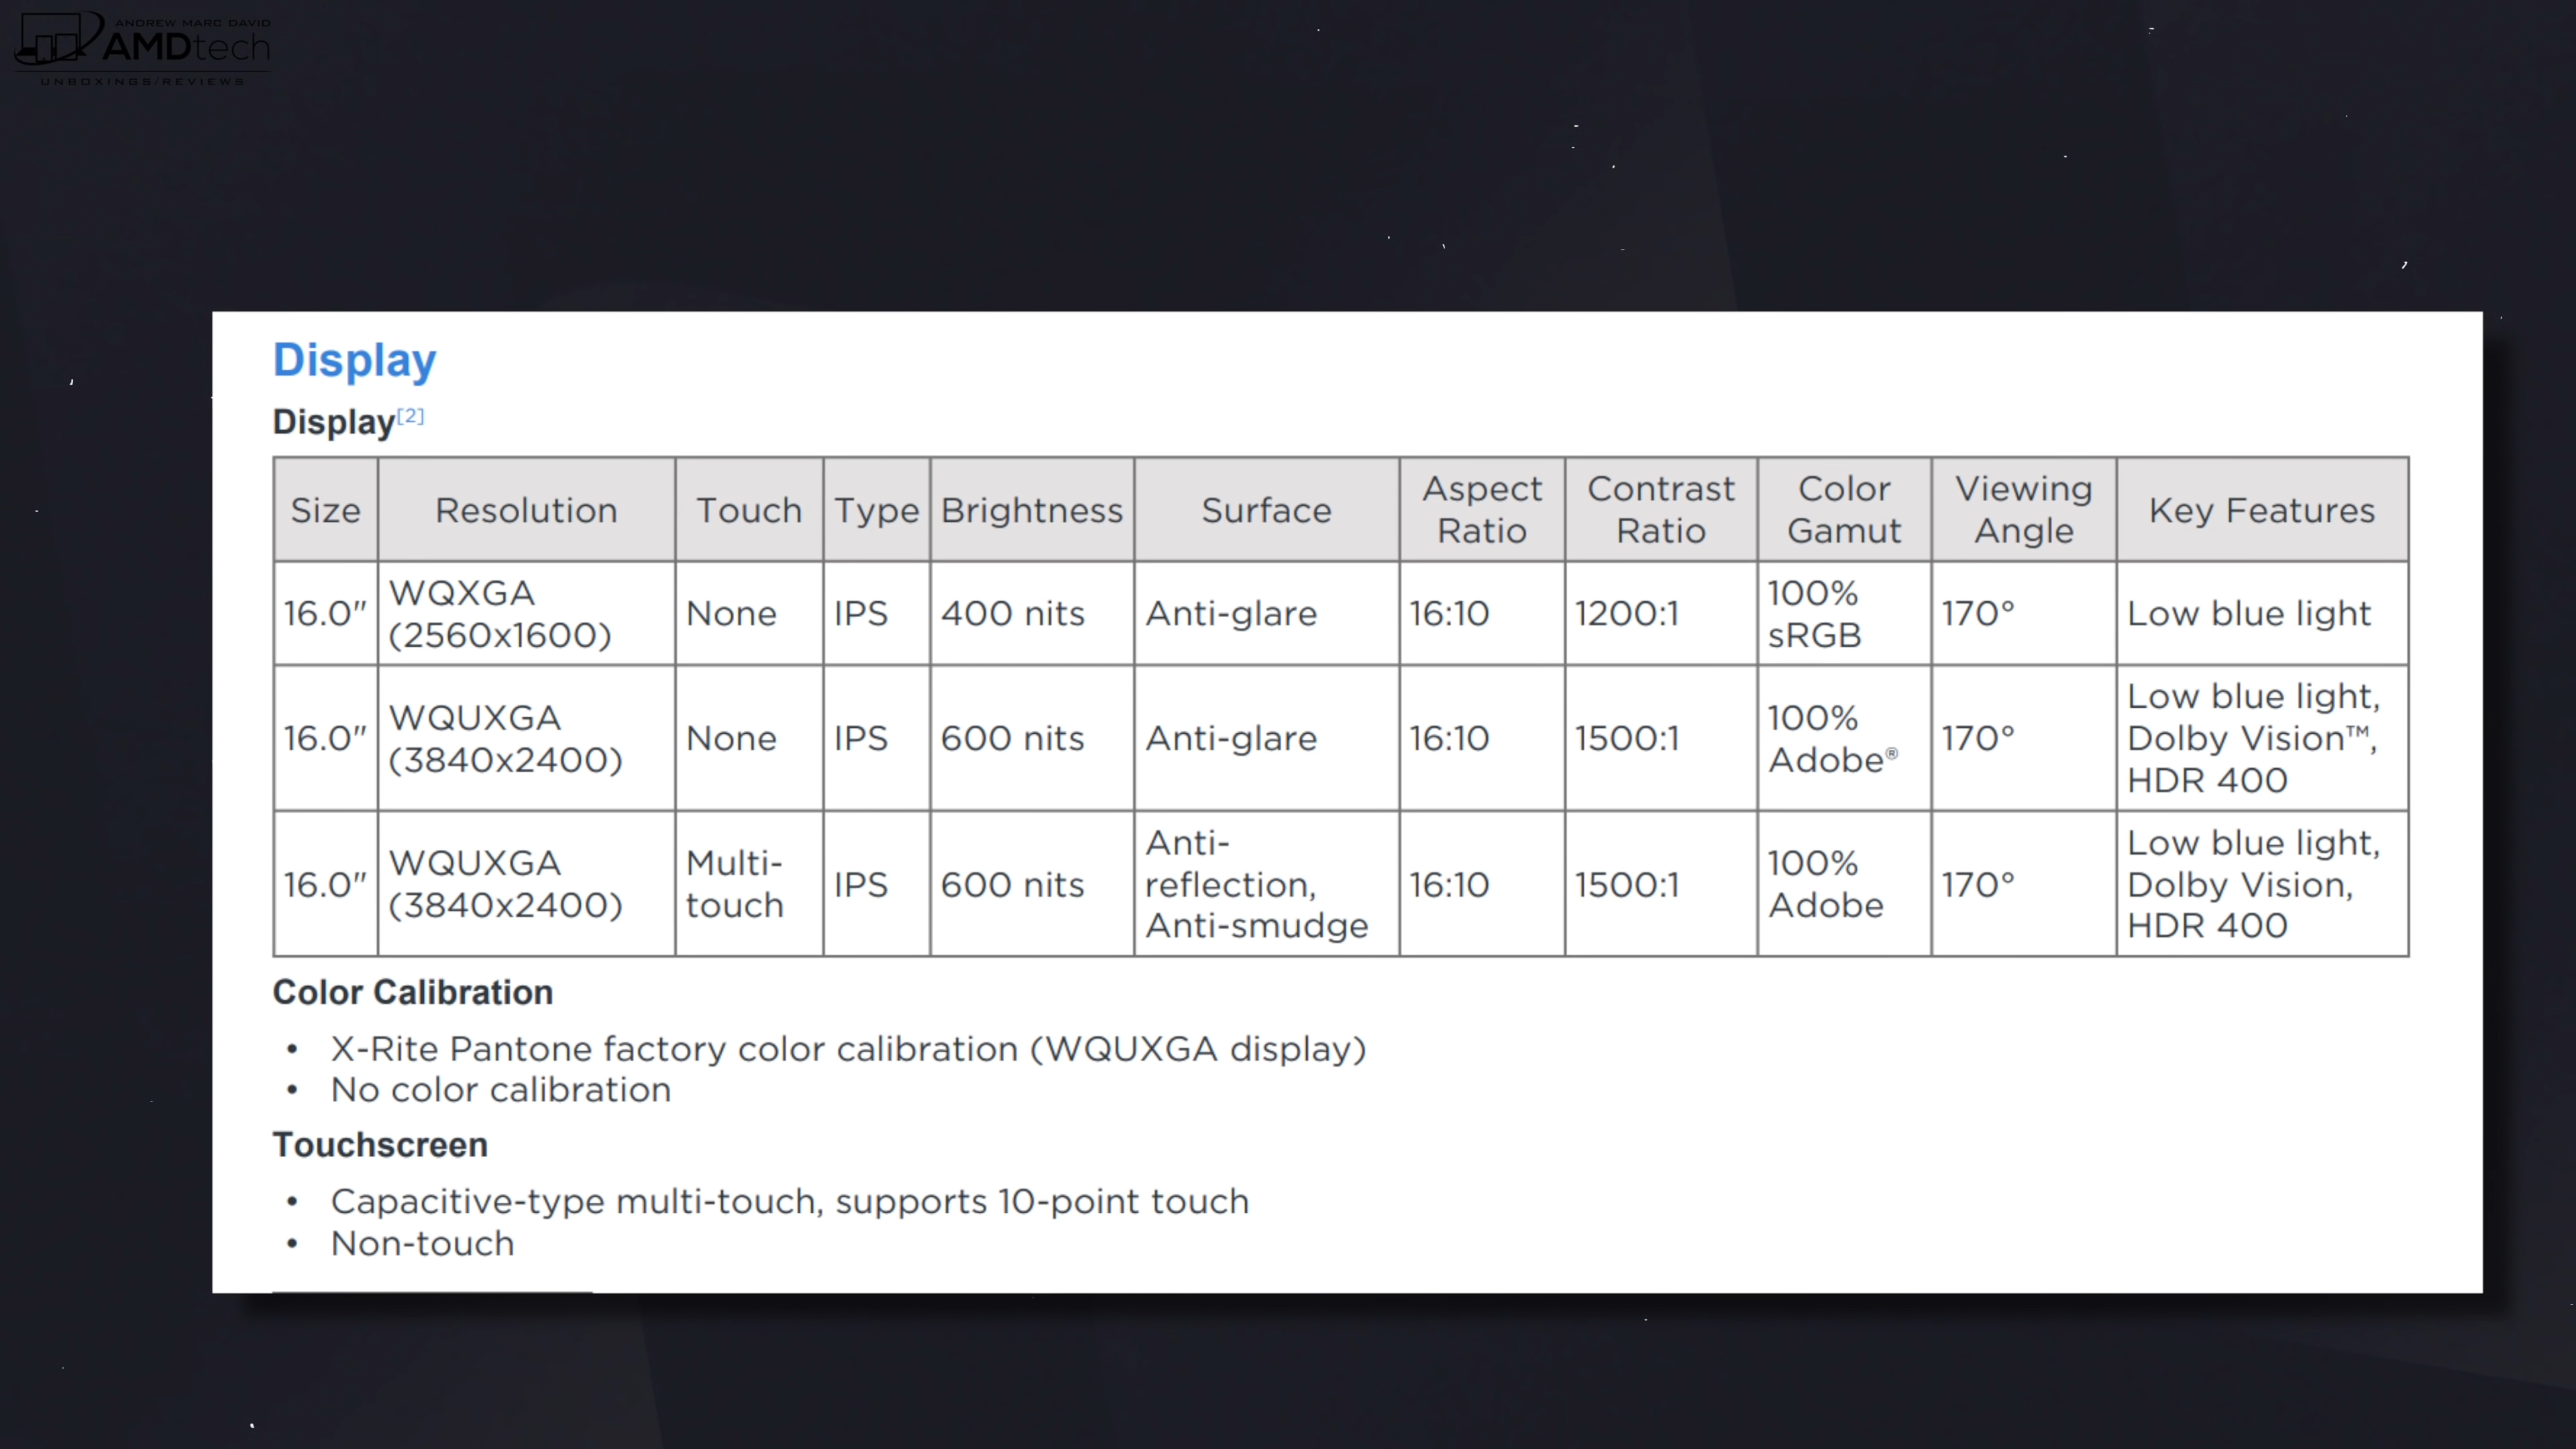 ANDREW MARC DAVID
AMDtech
UNBOXINGS/REVIEWS
Display
Display[2]
Size Resolution Touch Type Brightness Surface Aspect Ratio Contrast Ratio Color Gamut Viewing Angle Key Features
16.0" WQXGA (2560x1600) None IPS 400 nits Anti-glare 16:10 1200:1 100% sRGB 170° Low blue light
16.0" WQUXGA (3840x2400) None IPS 600 nits Anti-glare 16:10 1500:1 100% Adobe® 170° Low blue light, Dolby Vision™, HDR 400
16.0" WQUXGA (3840x2400) Multi-touch IPS 600 nits Anti-reflection, Anti-smudge 16:10 1500:1 100% Adobe 170° Low blue light, Dolby Vision, HDR 400
Color Calibration
• X-Rite Pantone factory color calibration (WQUXGA display)
• No color calibration
Touchscreen
• Capacitive-type multi-touch, supports 10-point touch
• Non-touch